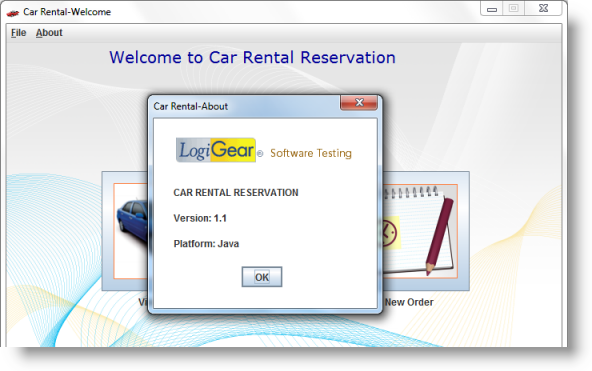 Car Rental-Welcome
File About
Welcome to Car Rental Reservation
Car Rental-About
LogiGear® Software Testing
CAR RENTAL RESERVATION
Version: 1.1
Platform: Java
OK
New Order